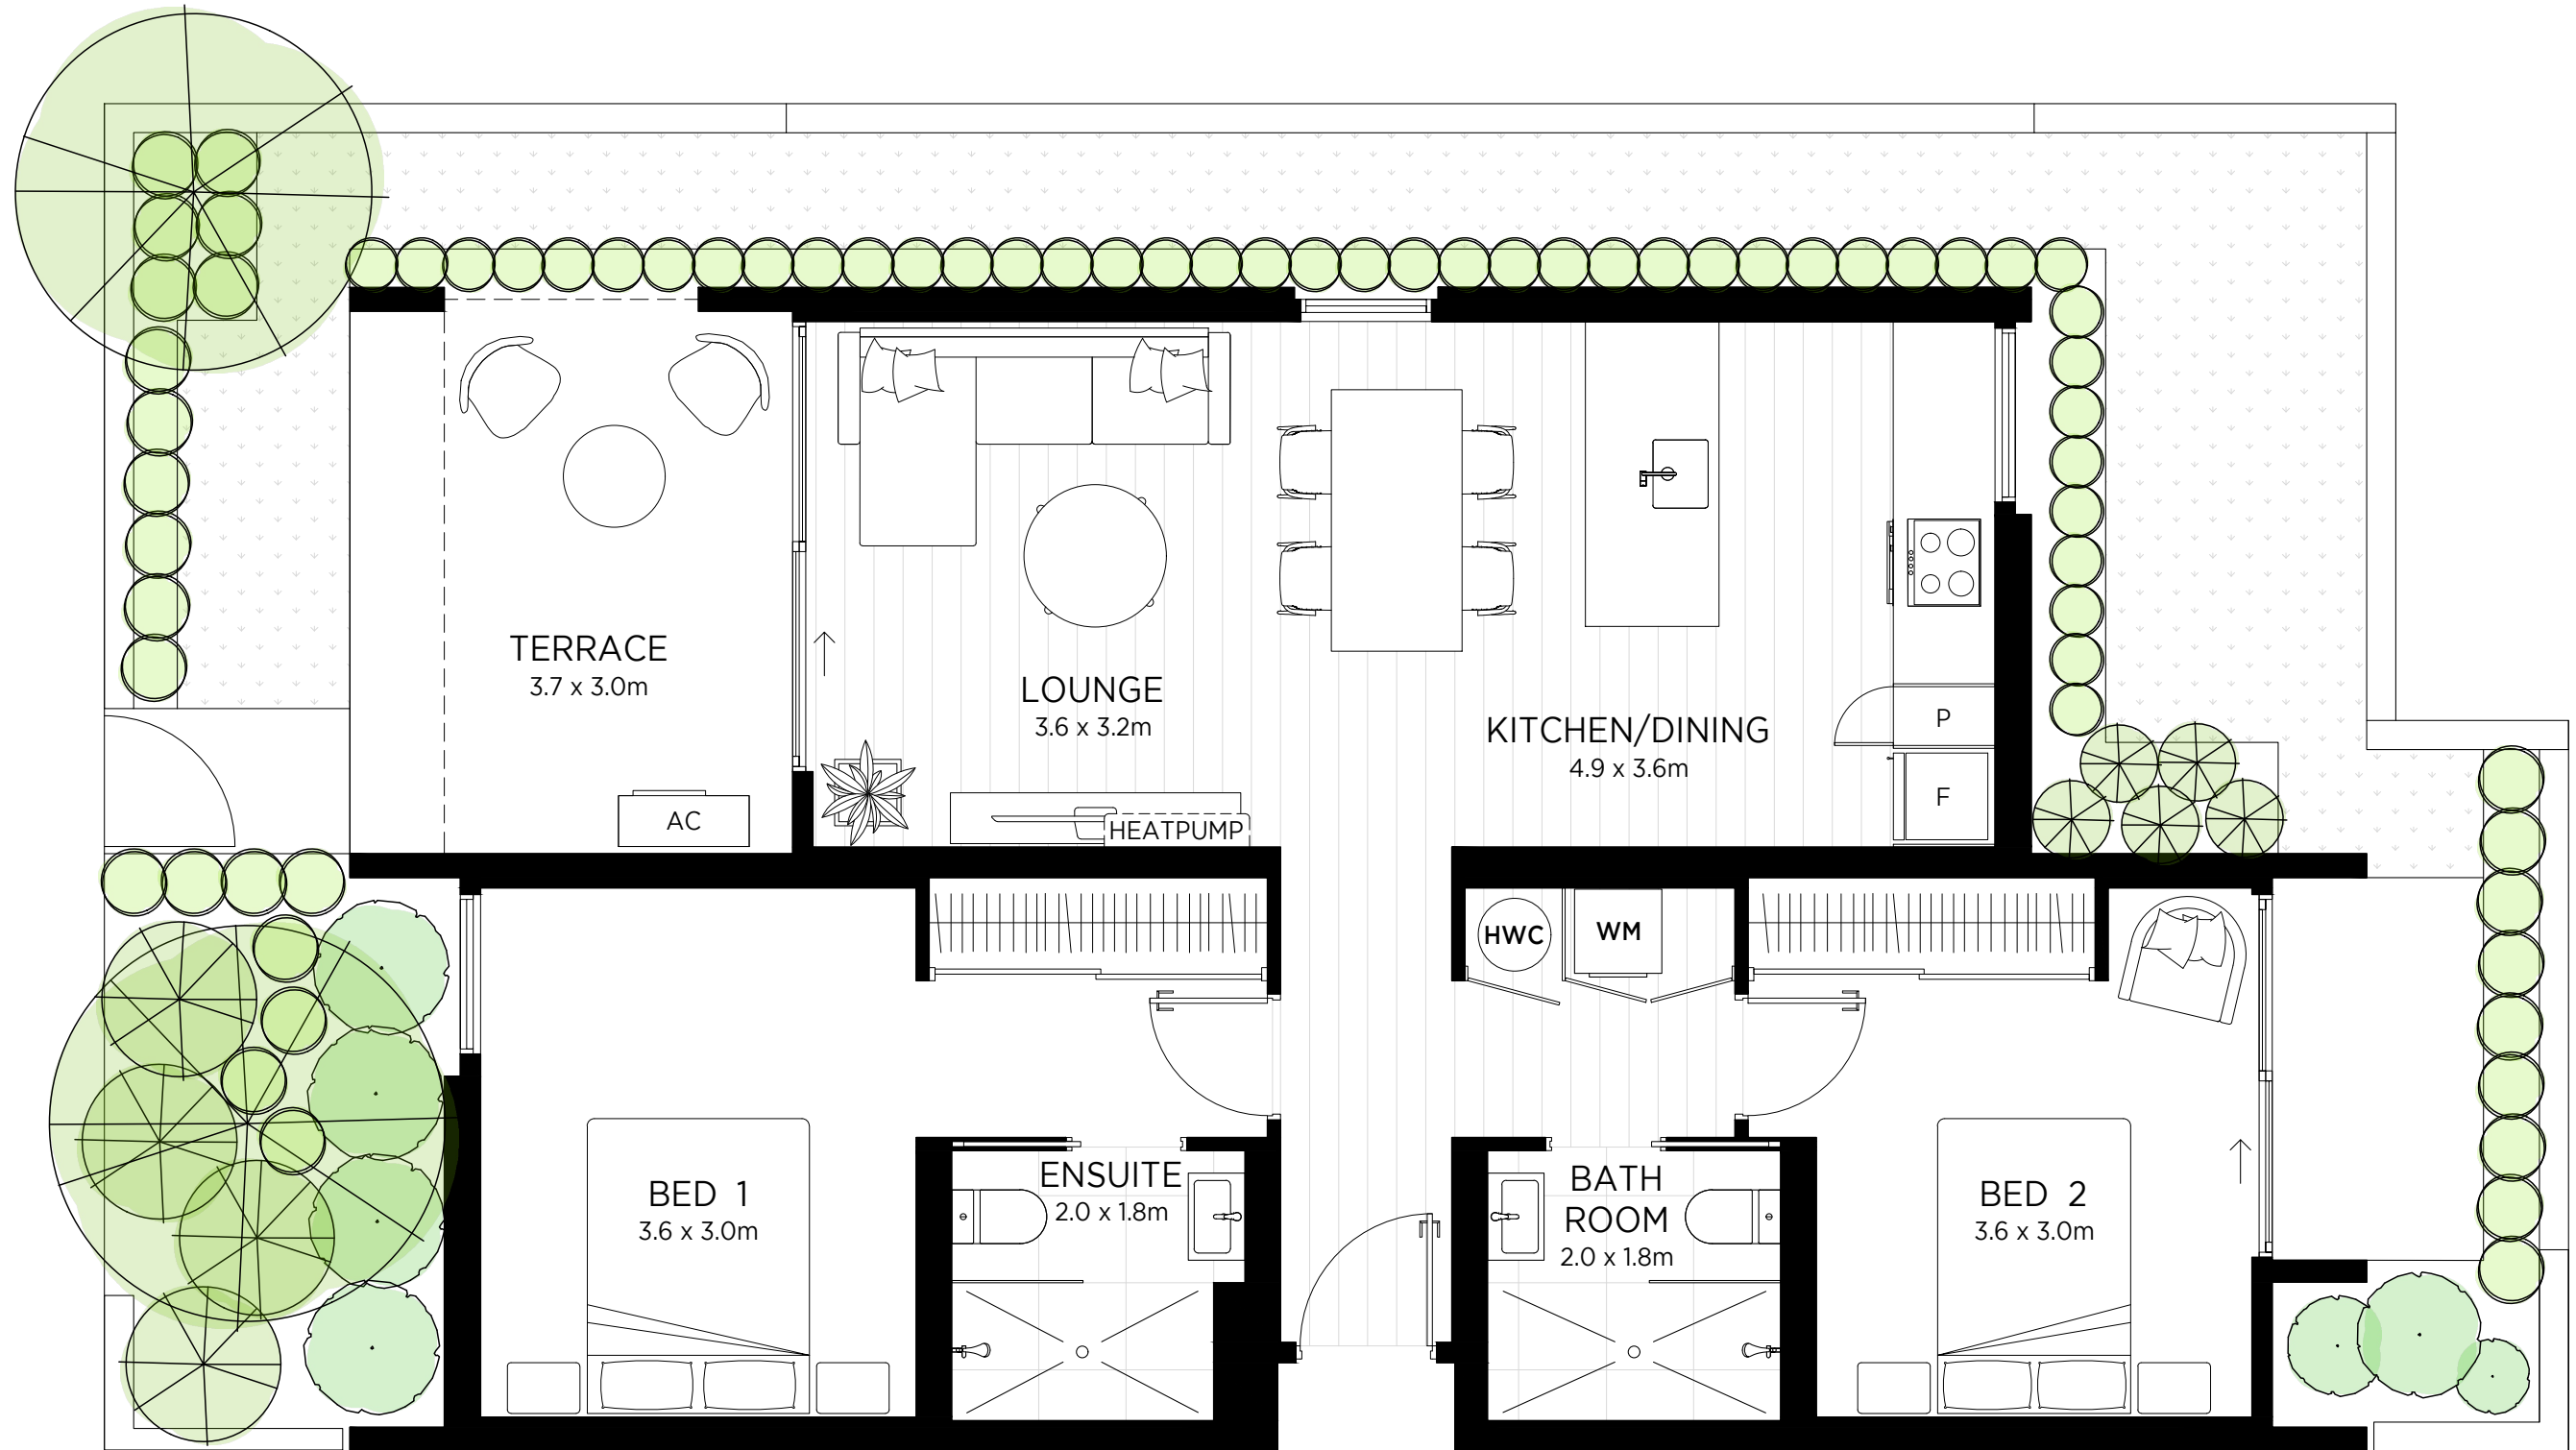 TERRACE
3.7 x 3.0m
AC
LOUNGE
3.6 x 3.2m
HEATPUMP
KITCHEN/DINING
4.9 x 3.6m
P
F
HWC
WM
BED 1
3.6 x 3.0m
ENSUITE
2.0 x 1.8m
BATH
ROOM
2.0 x 1.8m
BED 2
3.6 x 3.0m